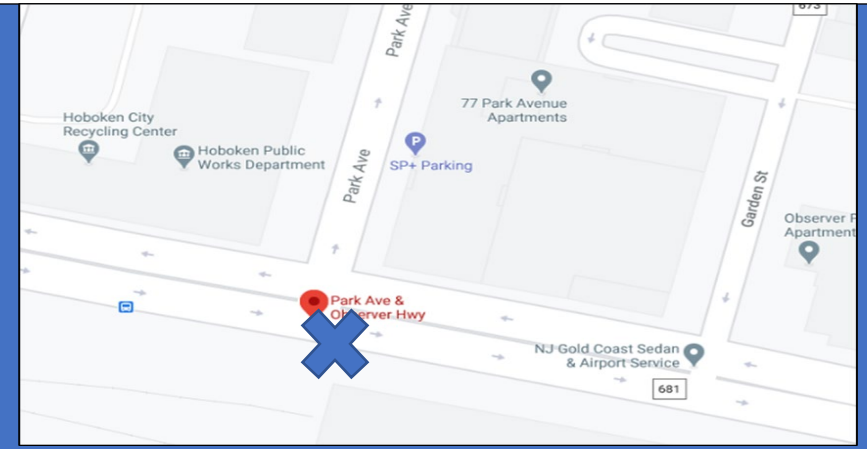 673
Park Ave
77 Park Avenue
Apartments
Hoboken City
Recycling Center
Hoboken Public
Works Department
P
SP+ Parking
Park Ave
Garden St
Observer
Apartment
Park Ave &
Observer Hwy
NJ Gold Coast Sedan
& Airport Service
681